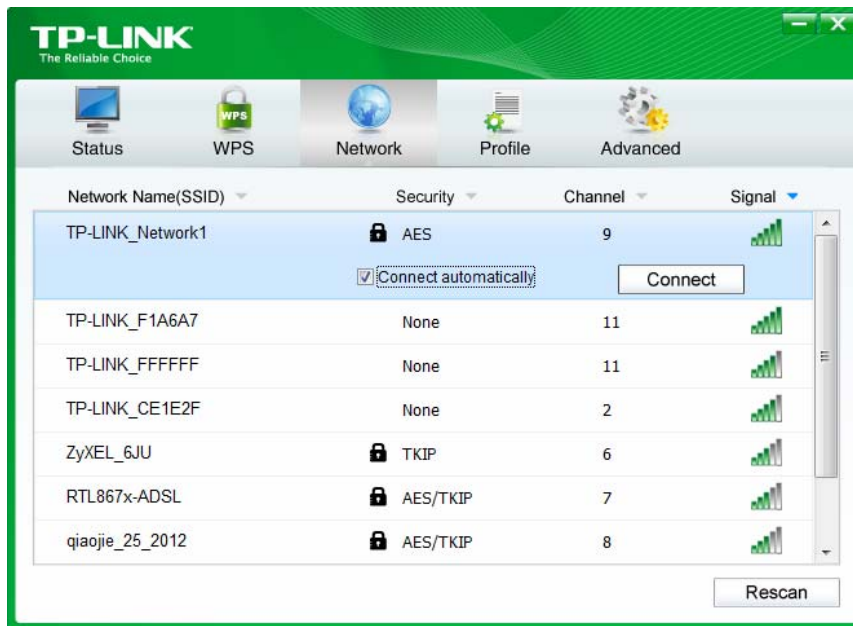 TP-LINK
The Reliable Choice
WPS
Status WPS Network Profile Advanced
Network Name(SSID) Security Channel Signal
TP-LINK_Network1 AES 9
Connect automatically Connect
TP-LINK_F1A6A7 None 11
TP-LINK_FFFFFF None 11
TP-LINK_CE1E2F None 2
ZyXEL_6JU TKIP 6
RTL867x-ADSL AES/TKIP 7
qiaojie_25_2012 AES/TKIP 8
Rescan